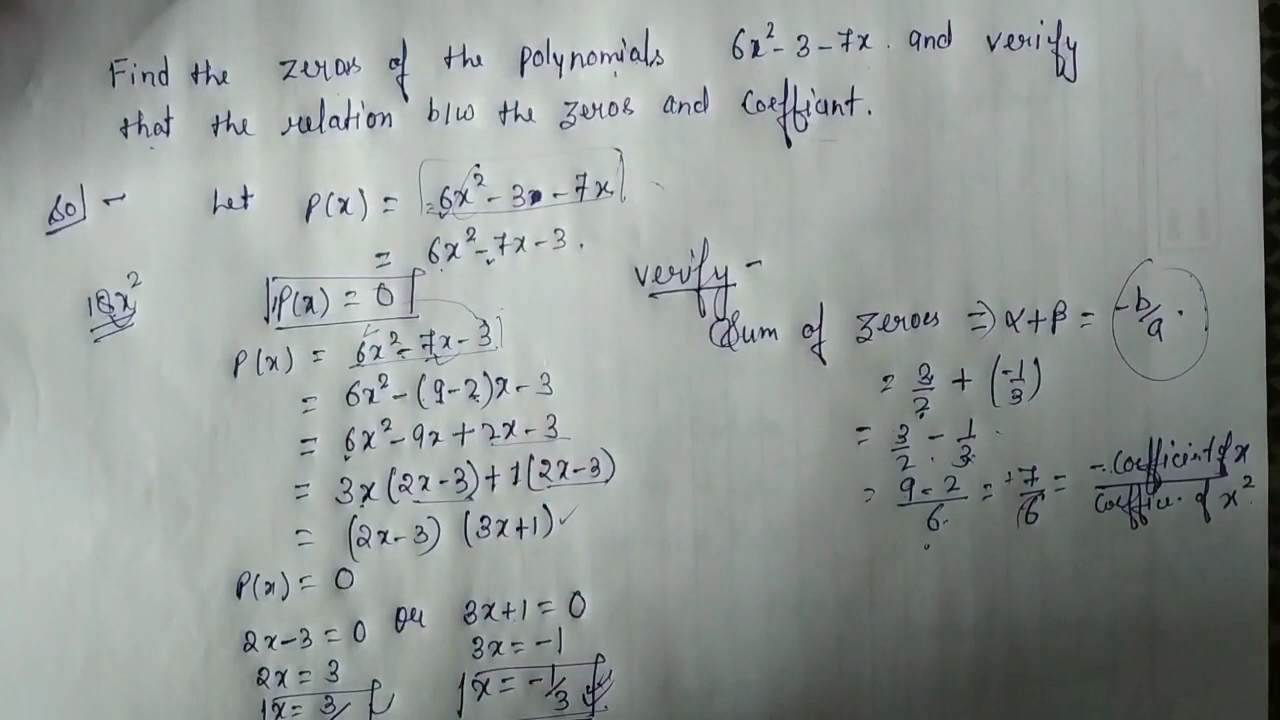 Find the zeros of the polynomials 6x² - 3 - 7x. and verify
that the relation b/w the zeros and coefficiant.
Sol - Let P(x) = 6x² - 3 - 7x
= 6x² - 7x - 3.
18x²
P(x) = 0
P(x) = 6x² - 7x - 3
= 6x² - (9-2)x - 3
= 6x² - 9x + 2x - 3
= 3x(2x-3) + 1(2x-3)
= (2x-3) (3x+1)
P(x) = 0
2x-3 = 0 or 3x+1 = 0
2x = 3
x = 3/
3x = -1
x = -1/3
verify -
Sum of zeroes ⇒ α+β = -b/a.
= 3/2 + (-1/3)
= 3/2 - 1/3
= 9-2/6 = +7/6 = - coefficient of x / coeffic. of x²